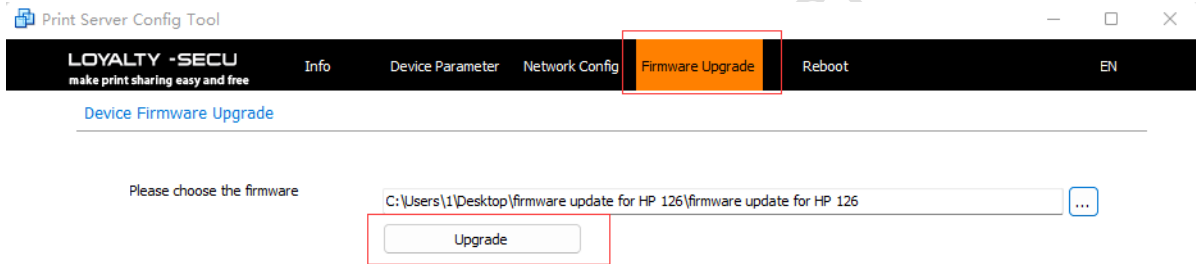 Print Server Config Tool
LOYALTY -SECU
make print sharing easy and free
Info
Device Parameter
Network Config
Firmware Upgrade
Reboot
EN
Device Firmware Upgrade
Please choose the firmware
C:\Users\1\Desktop\firmware update for HP 126\firmware update for HP 126
...
Upgrade